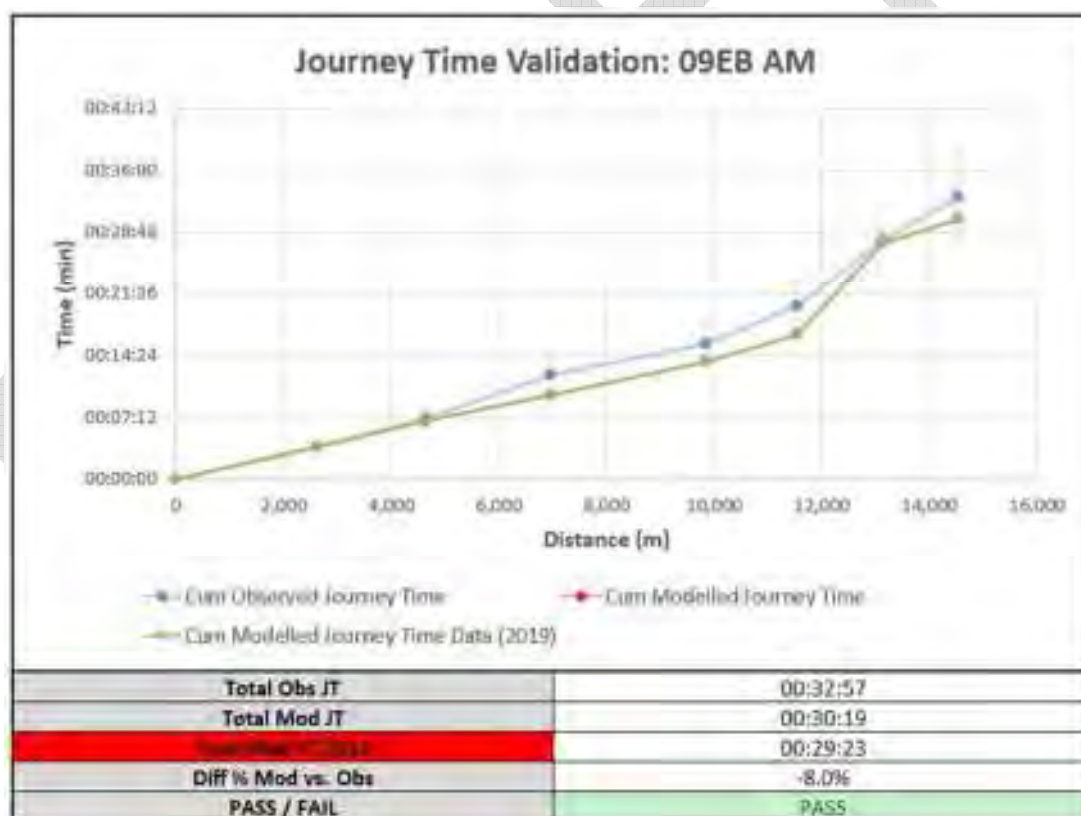 Journey Time Validation: 09EB AM
00:43:12
00:36:00
00:28:48
00:21:36
00:14:24
00:07:12
00:00:00
Time (min)
0 2,000 4,000 6,000 8,000 10,000 12,000 14,000 16,000
Distance (m)
Cum Observed Journey Time Cum Modelled Journey Time
Cum Modelled Journey Time Data (2019)
Total Obs JT 00:32:57
Total Mod JT 00:30:19
00:29:23
Diff % Mod vs. Obs -8.0%
PASS / FAIL PASS